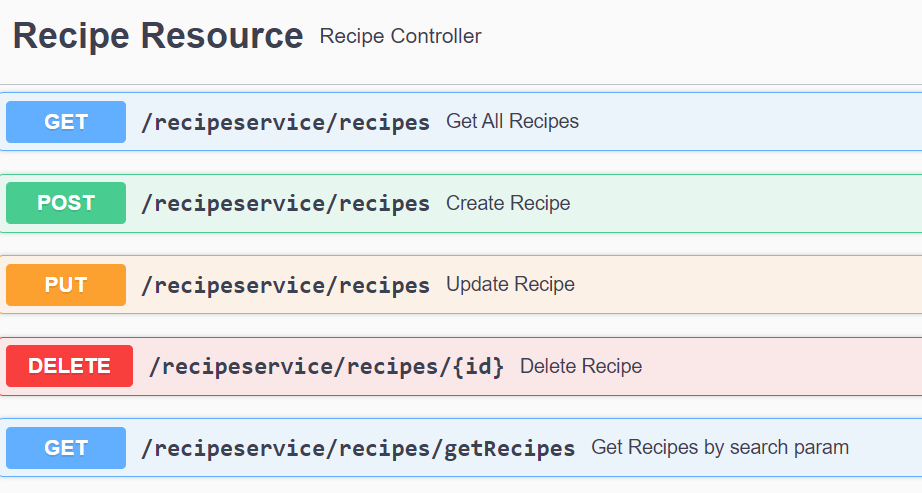 Recipe Resource Recipe Controller
GET /recipeservice/recipes Get All Recipes
POST /recipeservice/recipes Create Recipe
PUT /recipeservice/recipes Update Recipe
DELETE /recipeservice/recipes/{id} Delete Recipe
GET /recipeservice/recipes/getRecipes Get Recipes by search param